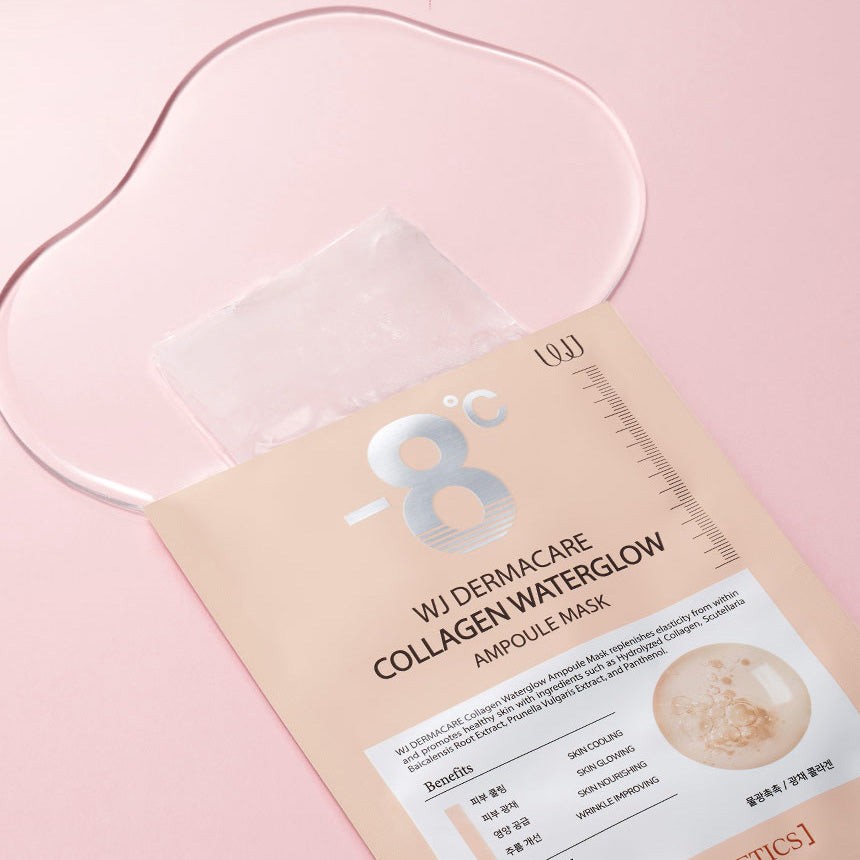 WJ
-8°C
WJ DERMACARE
COLLAGEN WATERGLOW
AMPOULE MASK
WJ DERMACARE Collagen Waterglow Ampoule Mask replenishes elasticity from within
and promotes healthy skin with ingredients such as Hydrolyzed Collagen, Scutellaria
Baicalensis Root Extract, Prunella Vulgaris Extract, and Panthenol.
Benefits
피부 쿨링 SKIN COOLING
피부 광채 SKIN GLOWING
영양 공급 SKIN NOURISHING
주름 개선 WRINKLE IMPROVING
물광촉촉 / 광채 콜라겐